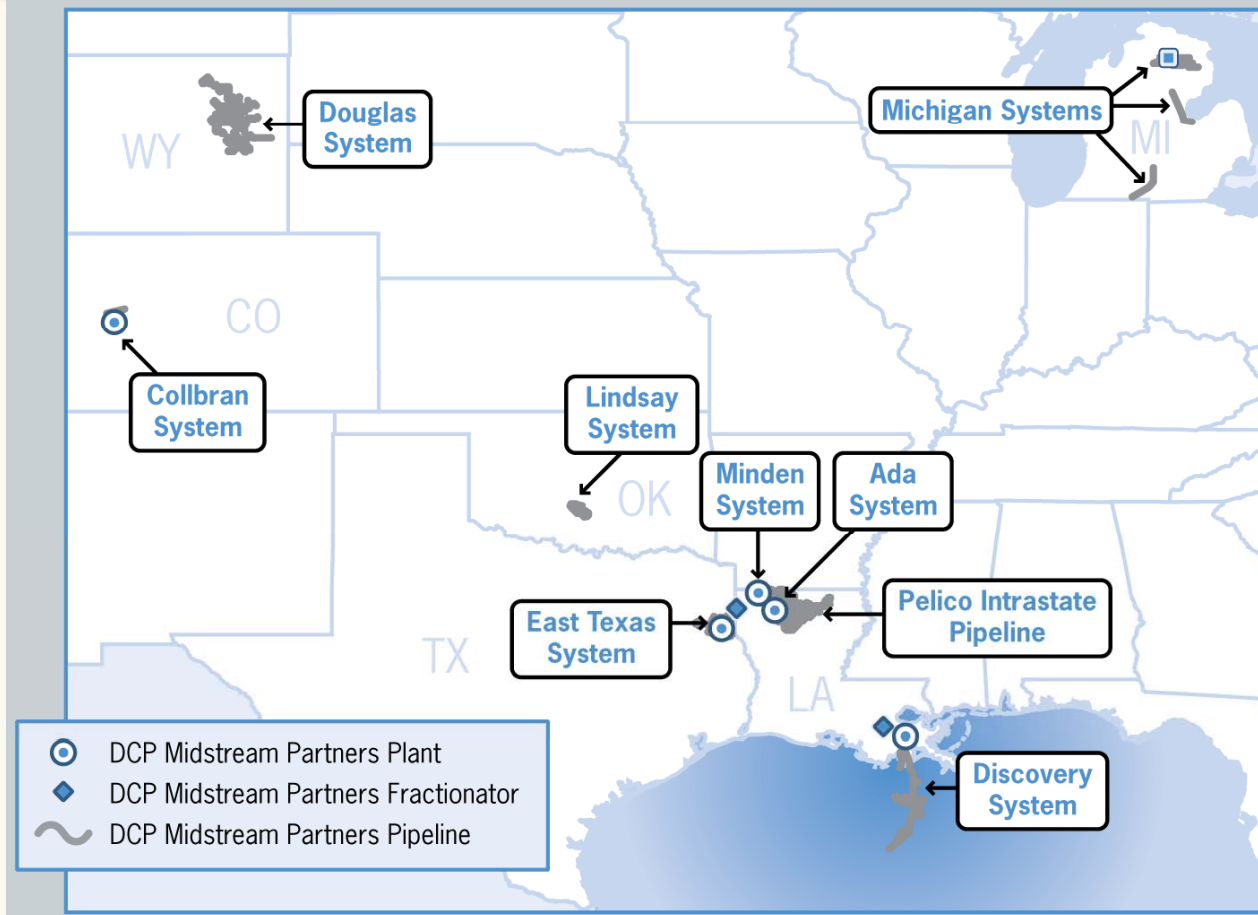 Douglas
System
WY
Michigan Systems
MI
CO
Collbran
System
Lindsay
System
OK
Minden
System
Ada
System
East Texas
System
Pelico Intrastate
Pipeline
TX
LA
Discovery
System
DCP Midstream Partners Plant
DCP Midstream Partners Fractionator
DCP Midstream Partners Pipeline